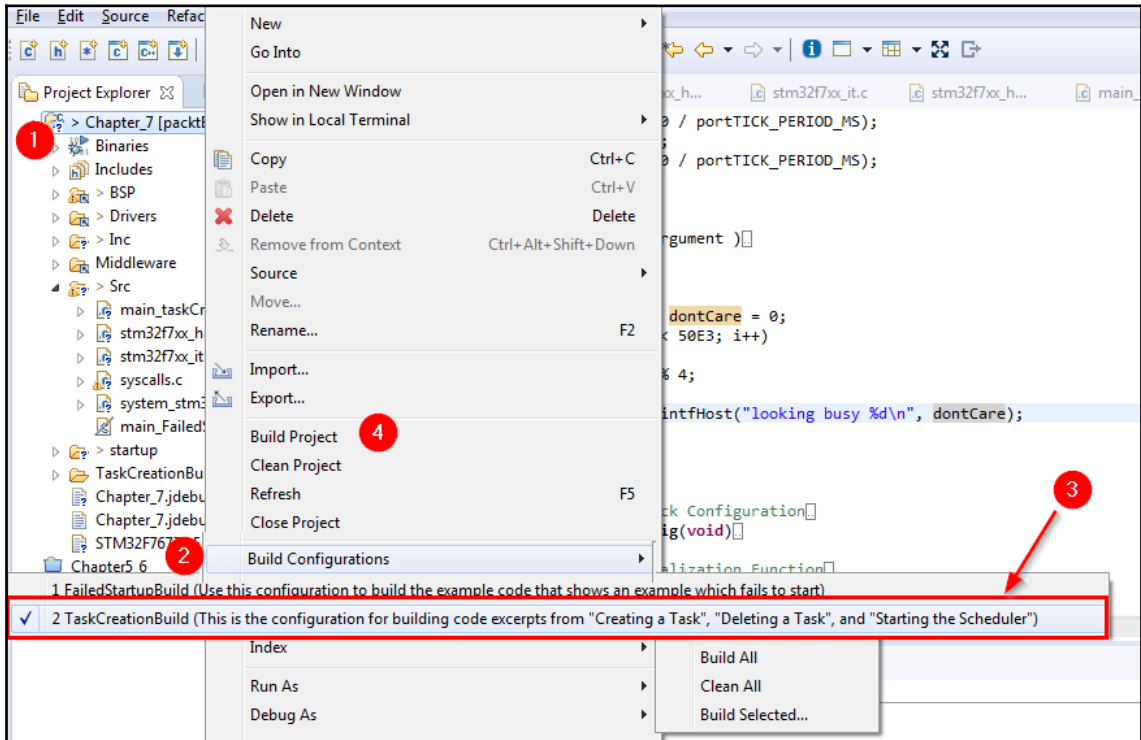 File Edit Source Refac
Project Explorer
> Chapter_7 [packtE
1
Binaries
Includes
> BSP
> Drivers
> Inc
Middleware
> Src
main_taskCr
stm32f7xx_h
stm32f7xx_it
syscalls.c
system_stm3
main_FailedS
> startup
TaskCreationBu
Chapter_7.jdebu
Chapter_7.jdebu
STM32F767
Chapter5_6
New
Go Into
Open in New Window
Show in Local Terminal
Copy Ctrl+C
Paste Ctrl+V
Delete Delete
Remove from Context Ctrl+Alt+Shift+Down
Source
Move...
Rename... F2
Import...
Export...
Build Project 4
Clean Project
Refresh F5
Close Project
2 Build Configurations
3
1 FailedStartupBuild (Use this configuration to build the example code that shows an example which fails to start)
2 TaskCreationBuild (This is the configuration for building code excerpts from "Creating a Task", "Deleting a Task", and "Starting the Scheduler")
Index
Run As
Debug As
Build All
Clean All
Build Selected...
xx_h... stm32f7xx_it.c stm32f7xx_h... main_
0 / portTICK_PERIOD_MS);
;
0 / portTICK_PERIOD_MS);
rgument )
dontCare = 0;
< 50E3; i++)
% 4;
intfHost("looking busy %d\n", dontCare);
ck Configuration
ig(void)
alization Function